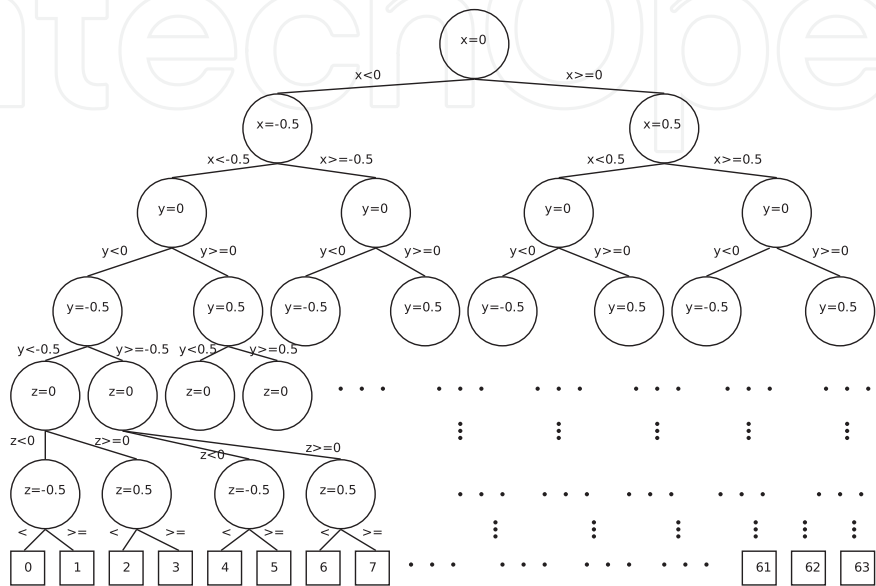 x=0
x<0 x>=0
x=-0.5 x=0.5
x<-0.5 x>=-0.5 x<0.5 x>=0.5
y=0 y=0 y=0 y=0
y<0 y>=0 y<0 y>=0 y<0 y>=0 y<0 y>=0
y=-0.5 y=0.5 y=-0.5 y=0.5 y=-0.5 y=0.5 y=-0.5 y=0.5
y<-0.5 y>=-0.5 y<0.5 y>=0.5
z=0 z=0 z=0 z=0
z<0 z>=0 z<0 z>=0
z=-0.5 z=0.5 z=-0.5 z=0.5
< >= < >= < >= < >=
0 1 2 3 4 5 6 7 61 62 63